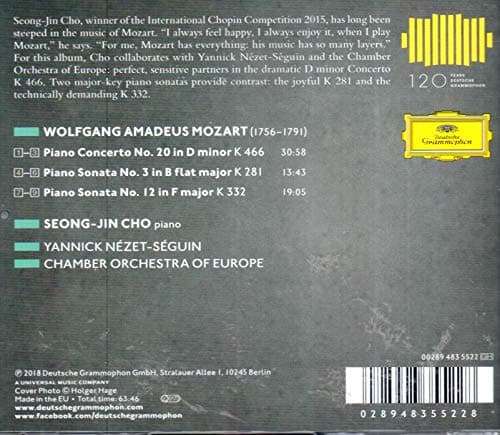 Seong-Jin Cho, winner of the International Chopin Competition 2015, has long been
steeped in the music of Mozart. “I always feel happy, I always enjoy it, when I play
Mozart,” he says. “For me, Mozart has everything: his music has so many layers.”
For this album, Cho collaborates with Yannick Nézet-Séguin and the Chamber
Orchestra of Europe: perfect, sensitive partners in the dramatic D minor Concerto
K 466. Two major-key piano sonatas provide contrast: the joyful K 281 and the
technically demanding K 332.
120 YEARS
DEUTSCHE
GRAMMOPHON
Deutsche
Grammophon
WOLFGANG AMADEUS MOZART (1756–1791)
1–3 Piano Concerto No. 20 in D minor K 466 30:58
4–6 Piano Sonata No. 3 in B flat major K 281 13:43
7–9 Piano Sonata No. 12 in F major K 332 19:05
SEONG-JIN CHO piano
YANNICK NÉZET-SÉGUIN
CHAMBER ORCHESTRA OF EUROPE
℗ 2018 Deutsche Grammophon GmbH, Stralauer Allee 1, 10245 Berlin
A UNIVERSAL MUSIC COMPANY
Cover Photo © Holger Hage
Made in the EU • Total time: 63:46
www.deutschegrammophon.com
www.facebook.com/deutschegrammophon
00289 483 5522
0 028948 355228